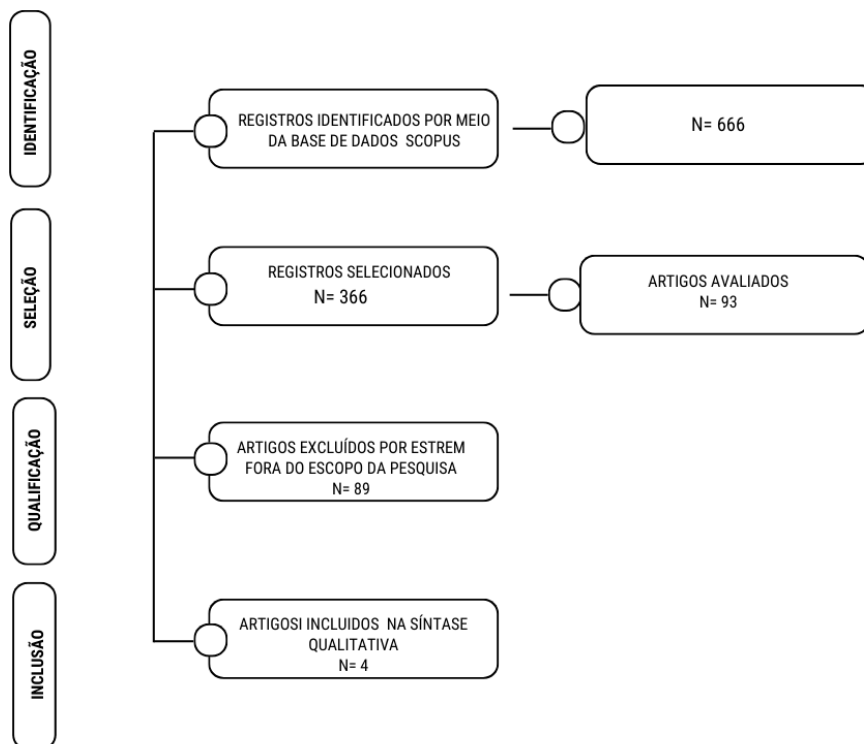 IDENTIFICAÇÃO
REGISTROS IDENTIFICADOS POR MEIO
DA BASE DE DADOS SCOPUS
N= 666
SELEÇÃO
REGISTROS SELECIONADOS
N= 366
ARTIGOS AVALIADOS
N= 93
QUALIFICAÇÃO
ARTIGOS EXCLUÍDOS POR ESTREM
FORA DO ESCOPO DA PESQUISA
N= 89
INCLUSÃO
ARTIGOSI INCLUIDOS NA SÍNTASE
QUALITATIVA
N= 4